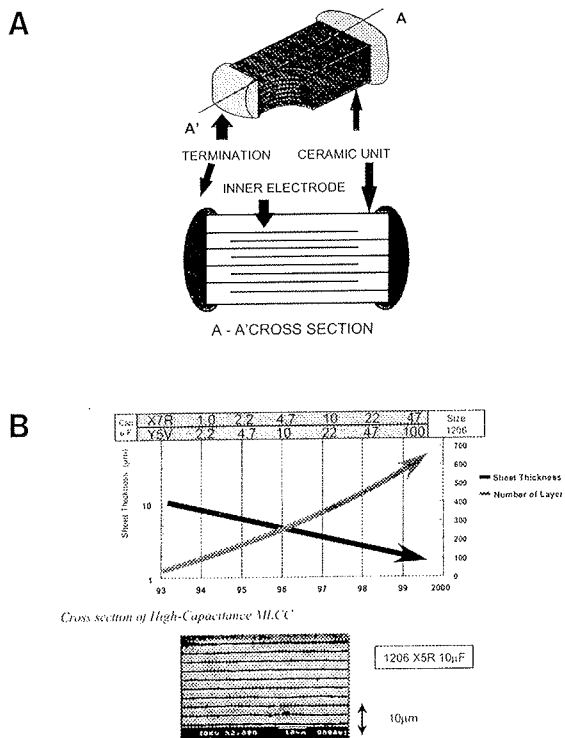 A
A
A'
TERMINATION CERAMIC UNIT
INNER ELECTRODE
A - A'CROSS SECTION
B
Cap X7R 1.0 2.2 4.7 10 22 47 Size
μF Y5V 2.2 4.7 10 22 47 100 1206
Sheet Thickness (μm)
10
1
700
600
500
400
300
200
100
0
Sheet Thickness
Number of Layer
93 94 95 96 97 98 99 2000
Cross section of High-Capacitance MLCC
1206 X5R 10μF
10μm